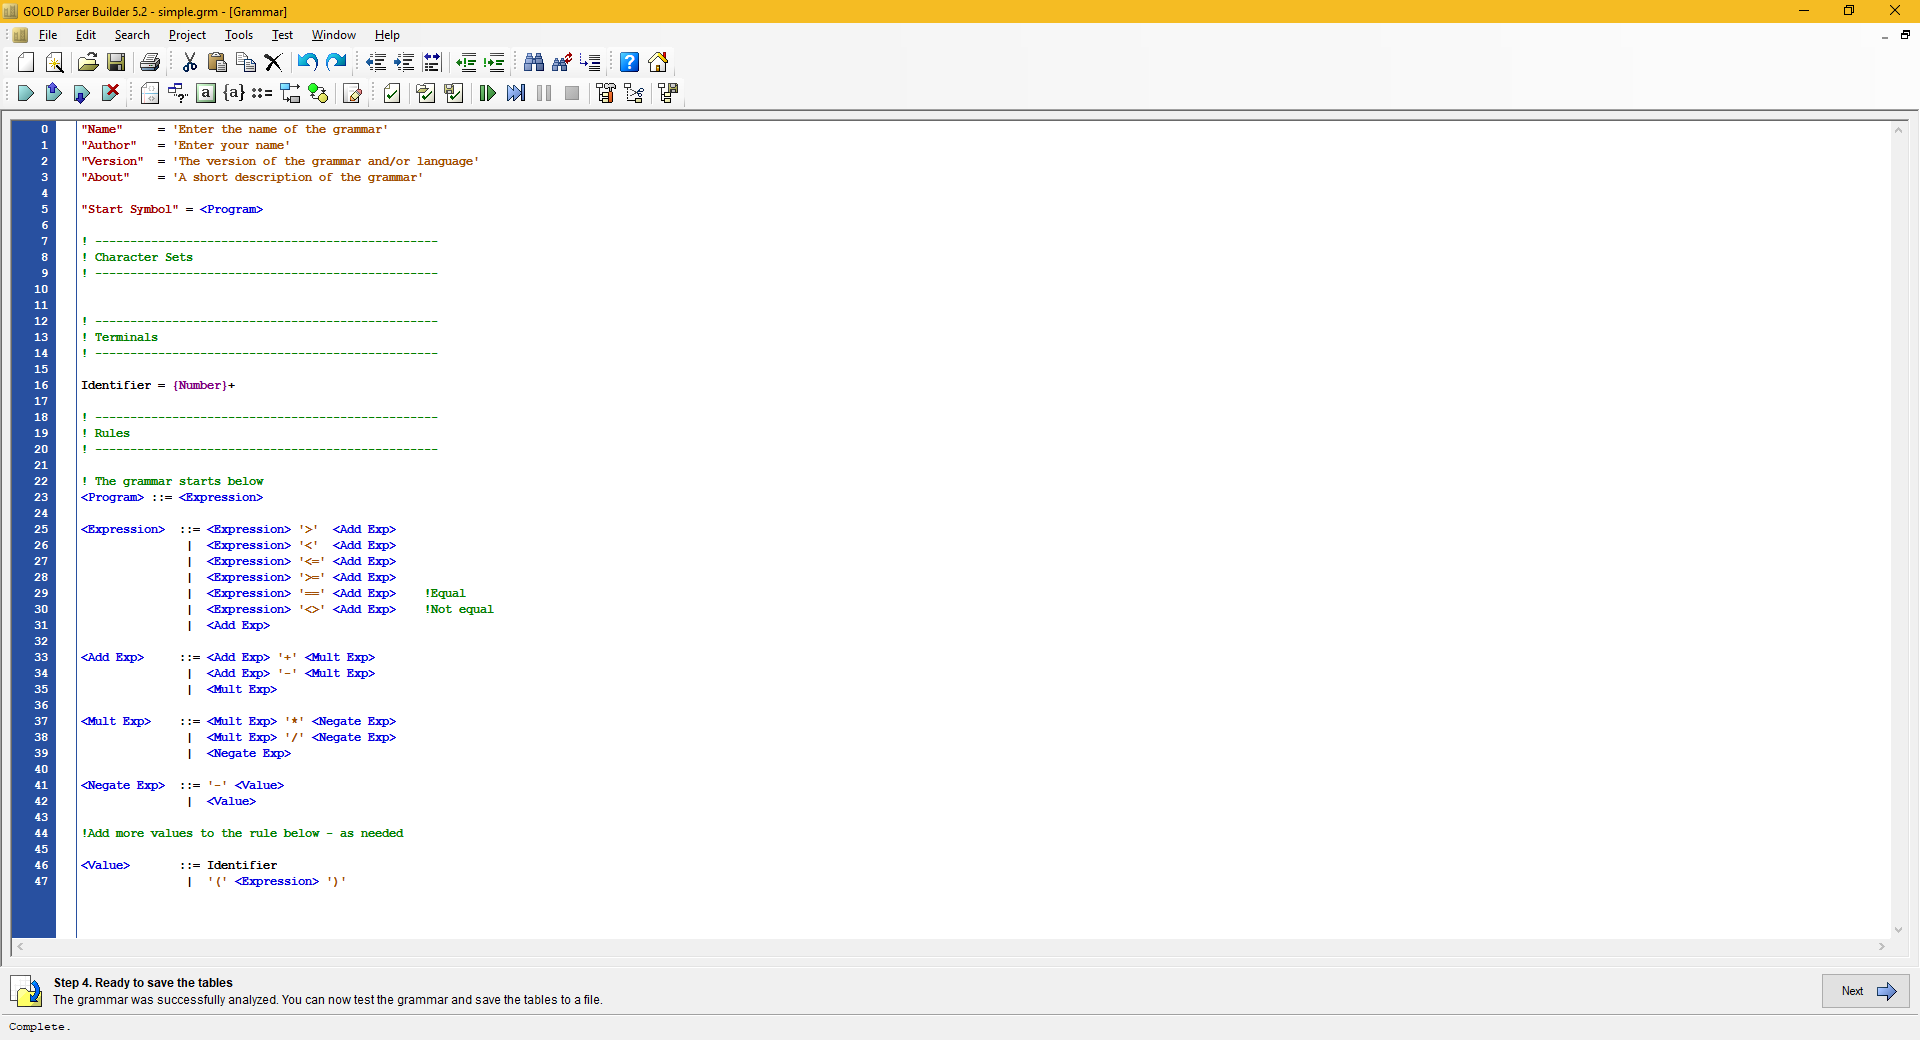 GOLD Parser Builder 5.2 - simple.grm - [Grammar]
File Edit Search Project Tools Test Window Help
0 "Name" = 'Enter the name of the grammar'
1 "Author" = 'Enter your name'
2 "Version" = 'The version of the grammar and/or language'
3 "About" = 'A short description of the grammar'
4
5 "Start Symbol" = <Program>
6
7 ! -------------------------------------------------
8 ! Character Sets
9 ! -------------------------------------------------
10
11
12 ! -------------------------------------------------
13 ! Terminals
14 ! -------------------------------------------------
15
16 Identifier = {Number}+
17
18 ! -------------------------------------------------
19 ! Rules
20 ! -------------------------------------------------
21
22 ! The grammar starts below
23 <Program> ::= <Expression>
24
25 <Expression> ::= <Expression> '>' <Add Exp>
26 | <Expression> '<' <Add Exp>
27 | <Expression> '<=' <Add Exp>
28 | <Expression> '>=' <Add Exp>
29 | <Expression> '==' <Add Exp> !Equal
30 | <Expression> '<>' <Add Exp> !Not equal
31 | <Add Exp>
32
33 <Add Exp> ::= <Add Exp> '+' <Mult Exp>
34 | <Add Exp> '-' <Mult Exp>
35 | <Mult Exp>
36
37 <Mult Exp> ::= <Mult Exp> '*' <Negate Exp>
38 | <Mult Exp> '/' <Negate Exp>
39 | <Negate Exp>
40
41 <Negate Exp> ::= '-' <Value>
42 | <Value>
43
44 !Add more values to the rule below - as needed
45
46 <Value> ::= Identifier
47 | '(' <Expression> ')'
Step 4. Ready to save the tables
The grammar was successfully analyzed. You can now test the grammar and save the tables to a file.
Next
Complete.